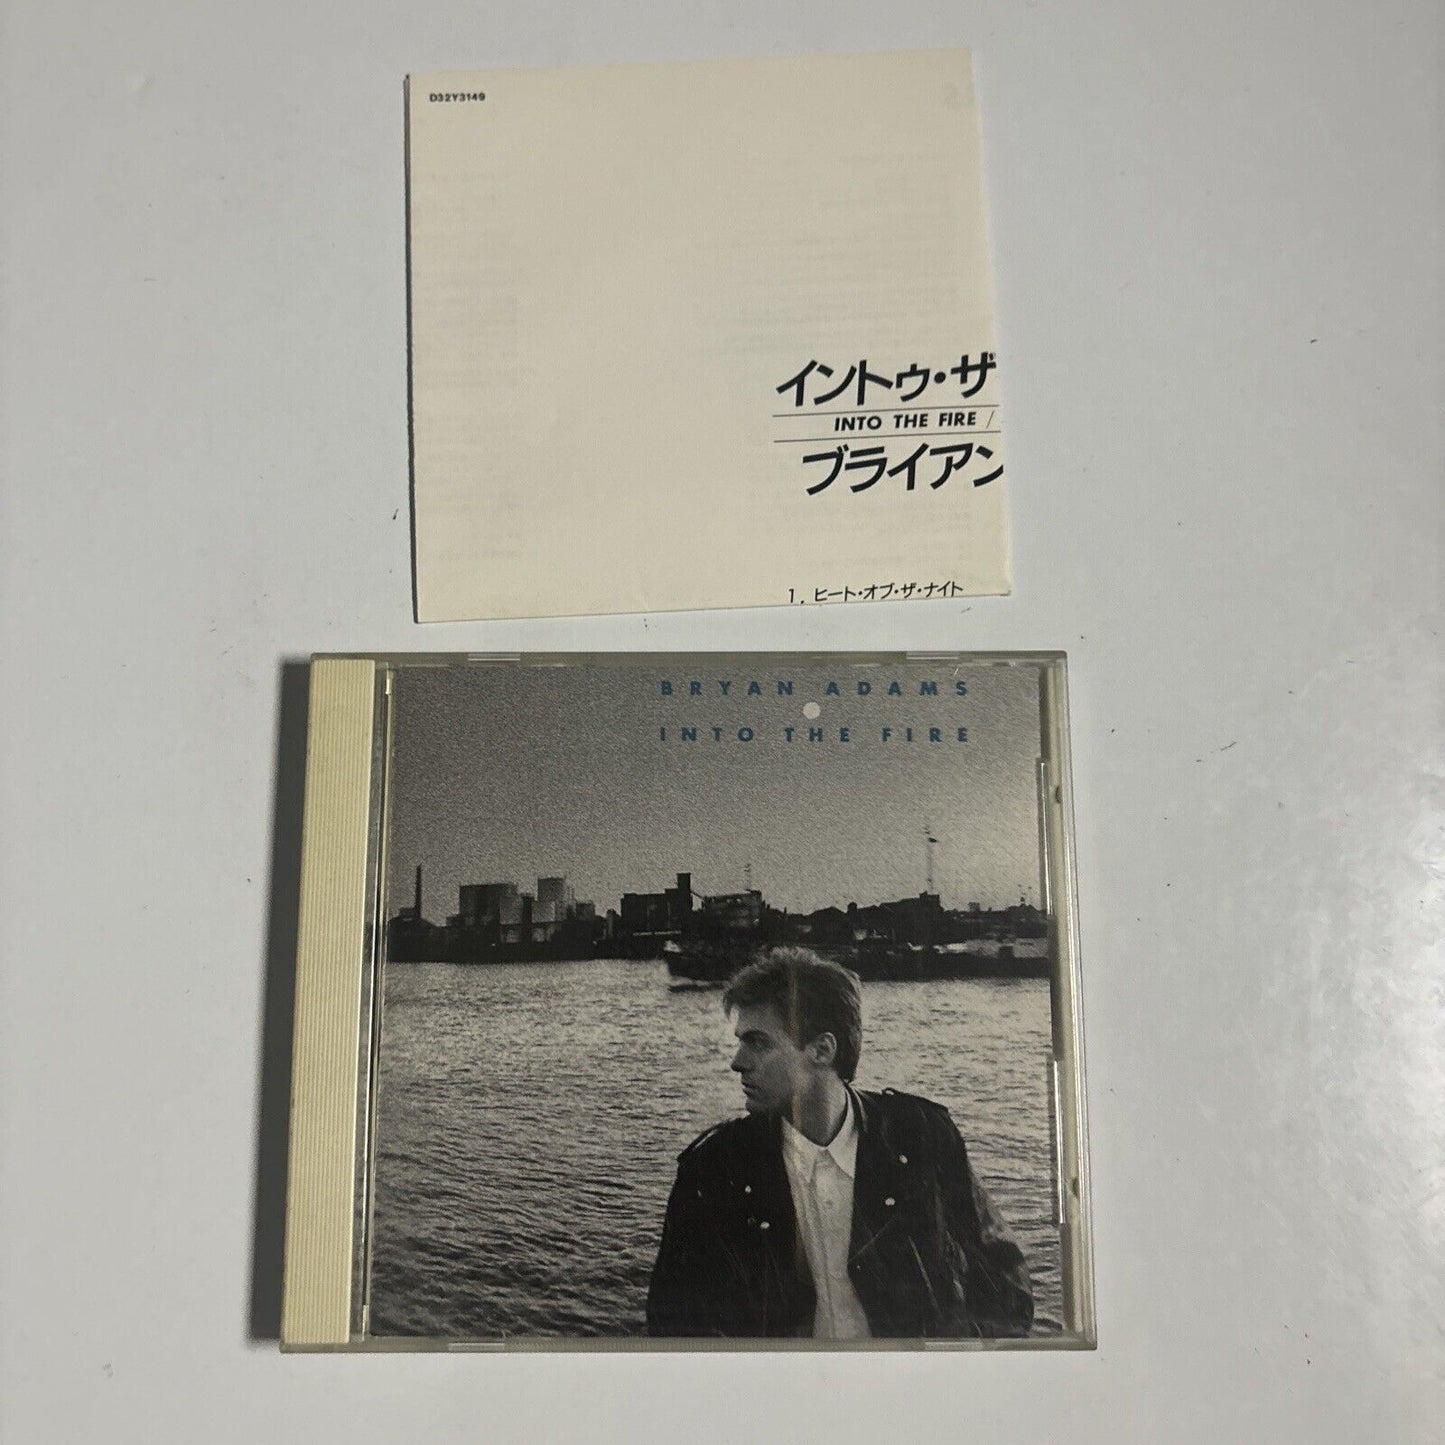 D32Y3149
イントゥ・ザ
INTO THE FIRE /
ブライアン
1. ヒート・オブ・ザ・ナイト
BRYAN ADAMS
INTO THE FIRE